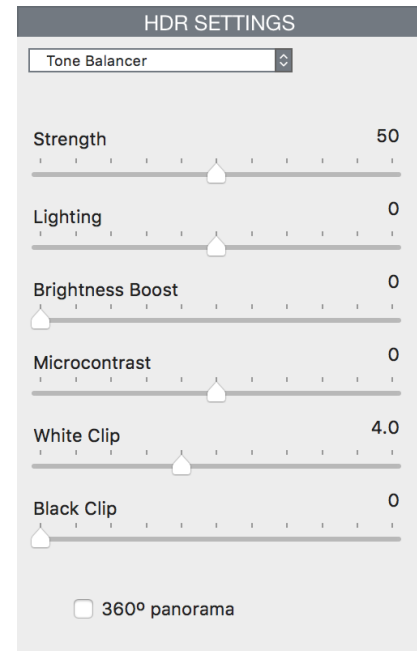 HDR SETTINGS
Tone Balancer
Strength 50
Lighting 0
Brightness Boost 0
Microcontrast 0
White Clip 4.0
Black Clip 0
360º panorama